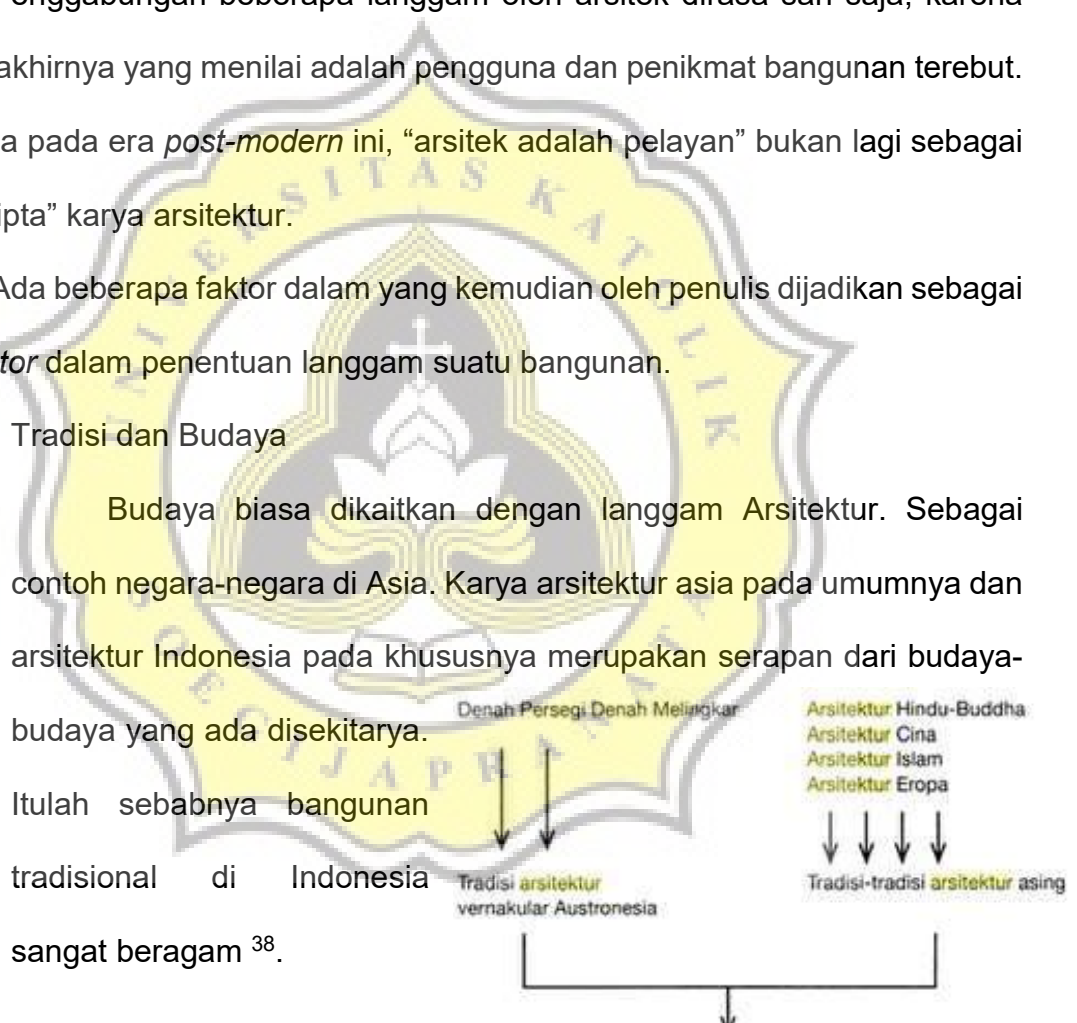 enggabungan beberapa langgam oleh arsitek dirasa sah saja, karena
akhirnya yang menilai adalah pengguna dan penikmat bangunan terebut.
a pada era post-modern ini, “arsitek adalah pelayan” bukan lagi sebagai
ipta” karya arsitektur.
Ada beberapa faktor dalam yang kemudian oleh penulis dijadikan sebagai
tor dalam penentuan langgam suatu bangunan.
Tradisi dan Budaya
Budaya biasa dikaitkan dengan langgam Arsitektur. Sebagai
contoh negara-negara di Asia. Karya arsitektur asia pada umumnya dan
arsitektur Indonesia pada khususnya merupakan serapan dari budaya-
budaya yang ada disekitarya.
Itulah sebabnya bangunan
tradisional di Indonesia
sangat beragam 38.
Denah Persegi Denah Melingkar
Tradisi arsitektur
vernakular Austronesia
Arsitektur Hindu-Buddha
Arsitektur Cina
Arsitektur Islam
Arsitektur Eropa
Tradisi-tradisi arsitektur asing
UNIVERSITAS KATOLIK
SOEGIJAPRANATA